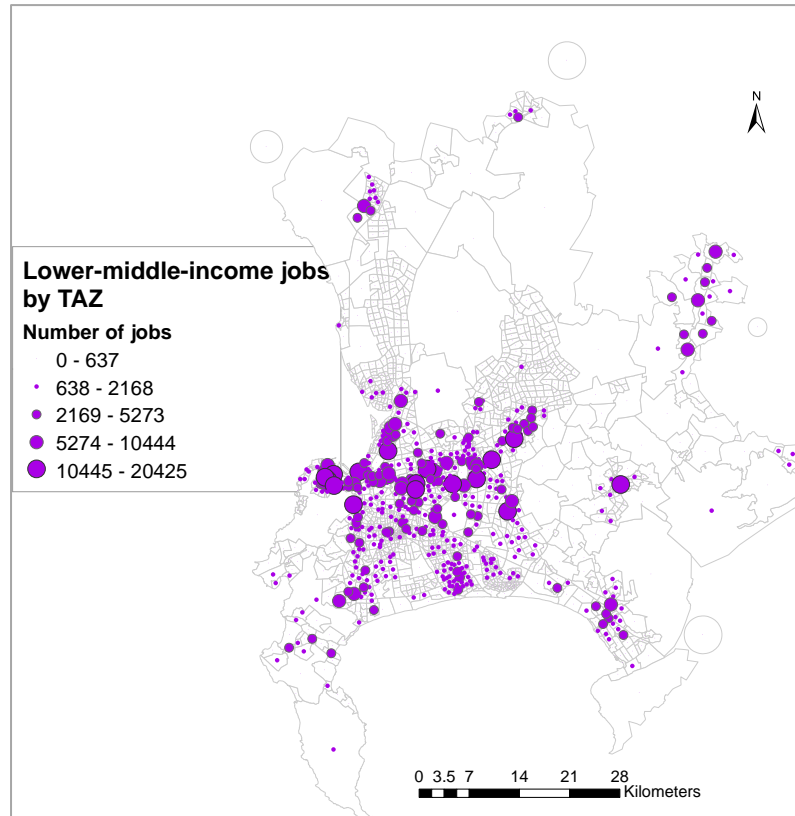 N
Lower-middle-income jobs
by TAZ
Number of jobs
0 - 637
638 - 2168
2169 - 5273
5274 - 10444
10445 - 20425
0 3.5 7 14 21 28
Kilometers